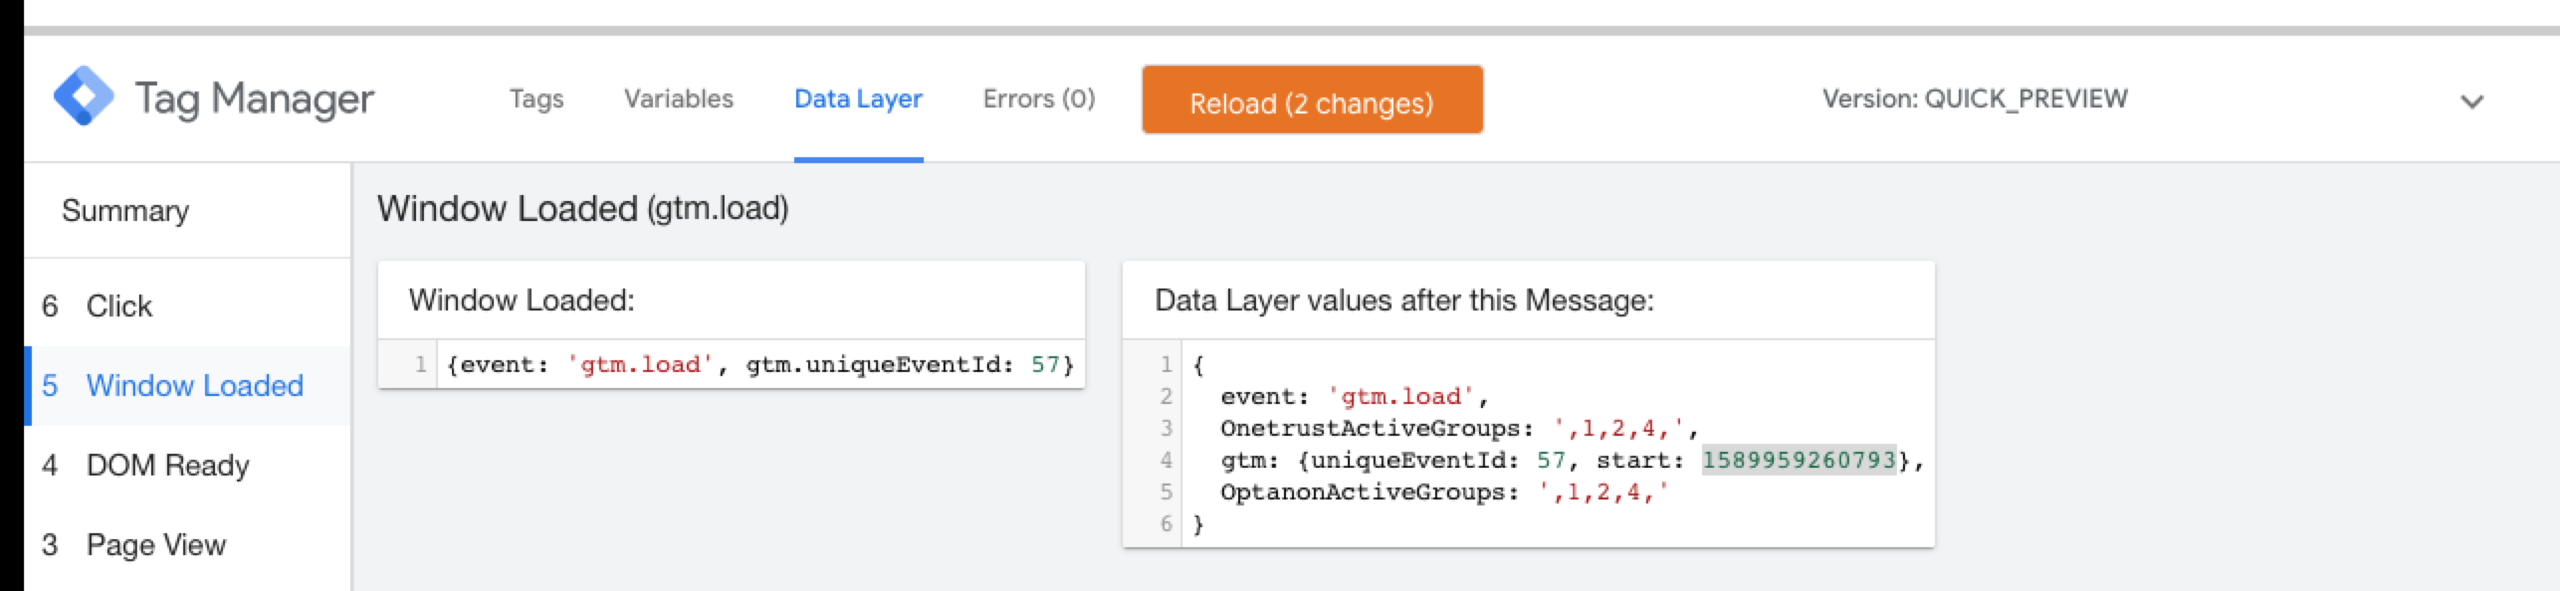 Tag Manager
Tags
Variables
Data Layer
Errors (0)
Reload (2 changes)
Version: QUICK_PREVIEW
Summary
6 Click
5 Window Loaded
4 DOM Ready
3 Page View
Window Loaded (gtm.load)
Window Loaded:
1 {event: 'gtm.load', gtm.uniqueEventId: 57}
Data Layer values after this Message:
1 {
2 event: 'gtm.load',
3 OnetrustActiveGroups: ',1,2,4,',
4 gtm: {uniqueEventId: 57, start: 1589959260793},
5 OptanonActiveGroups: ',1,2,4,'
6 }